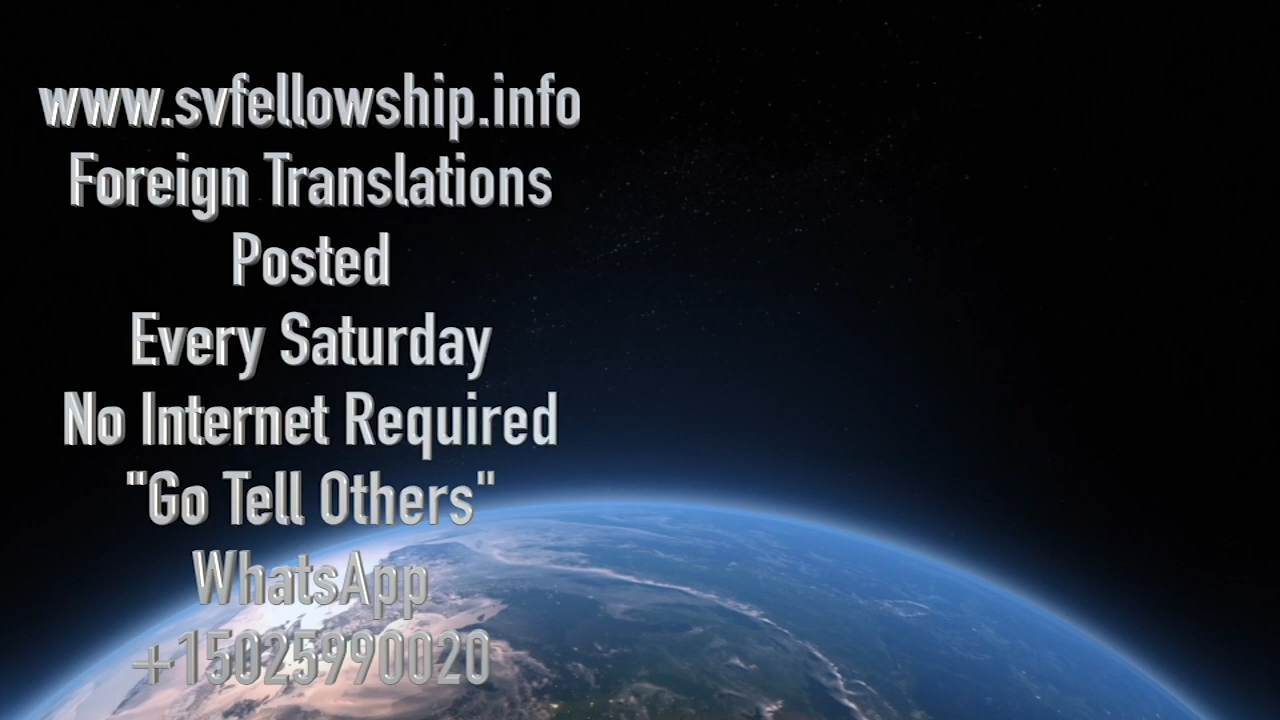 www.svfellowship.info
Foreign Translations
Posted
Every Saturday
No Internet Required
"Go Tell Others"
WhatsApp
+15025990020